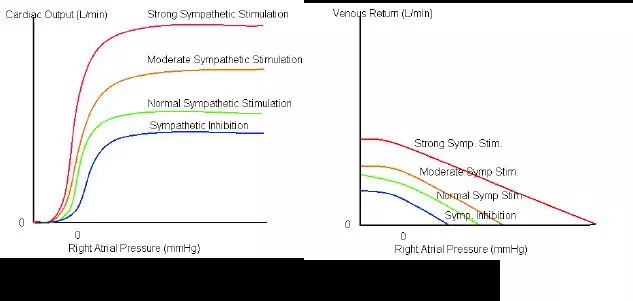 Cardiac Output (L/min)
Strong Sympathetic Stimulation
Moderate Sympathetic Stimulation
Normal Sympathetic Stimulation
Sympathetic Inhibition
0
0
Right Atrial Pressure (mmHg)
Venous Return (L/min)
Strong Symp. Stim.
Moderate Symp Stim.
Normal Symp Stim
Symp. Inhibition
0
0
Right Atrial Pressure (mmHg)